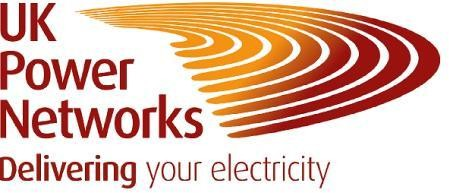 UK
Power
Networks
Delivering your electricity